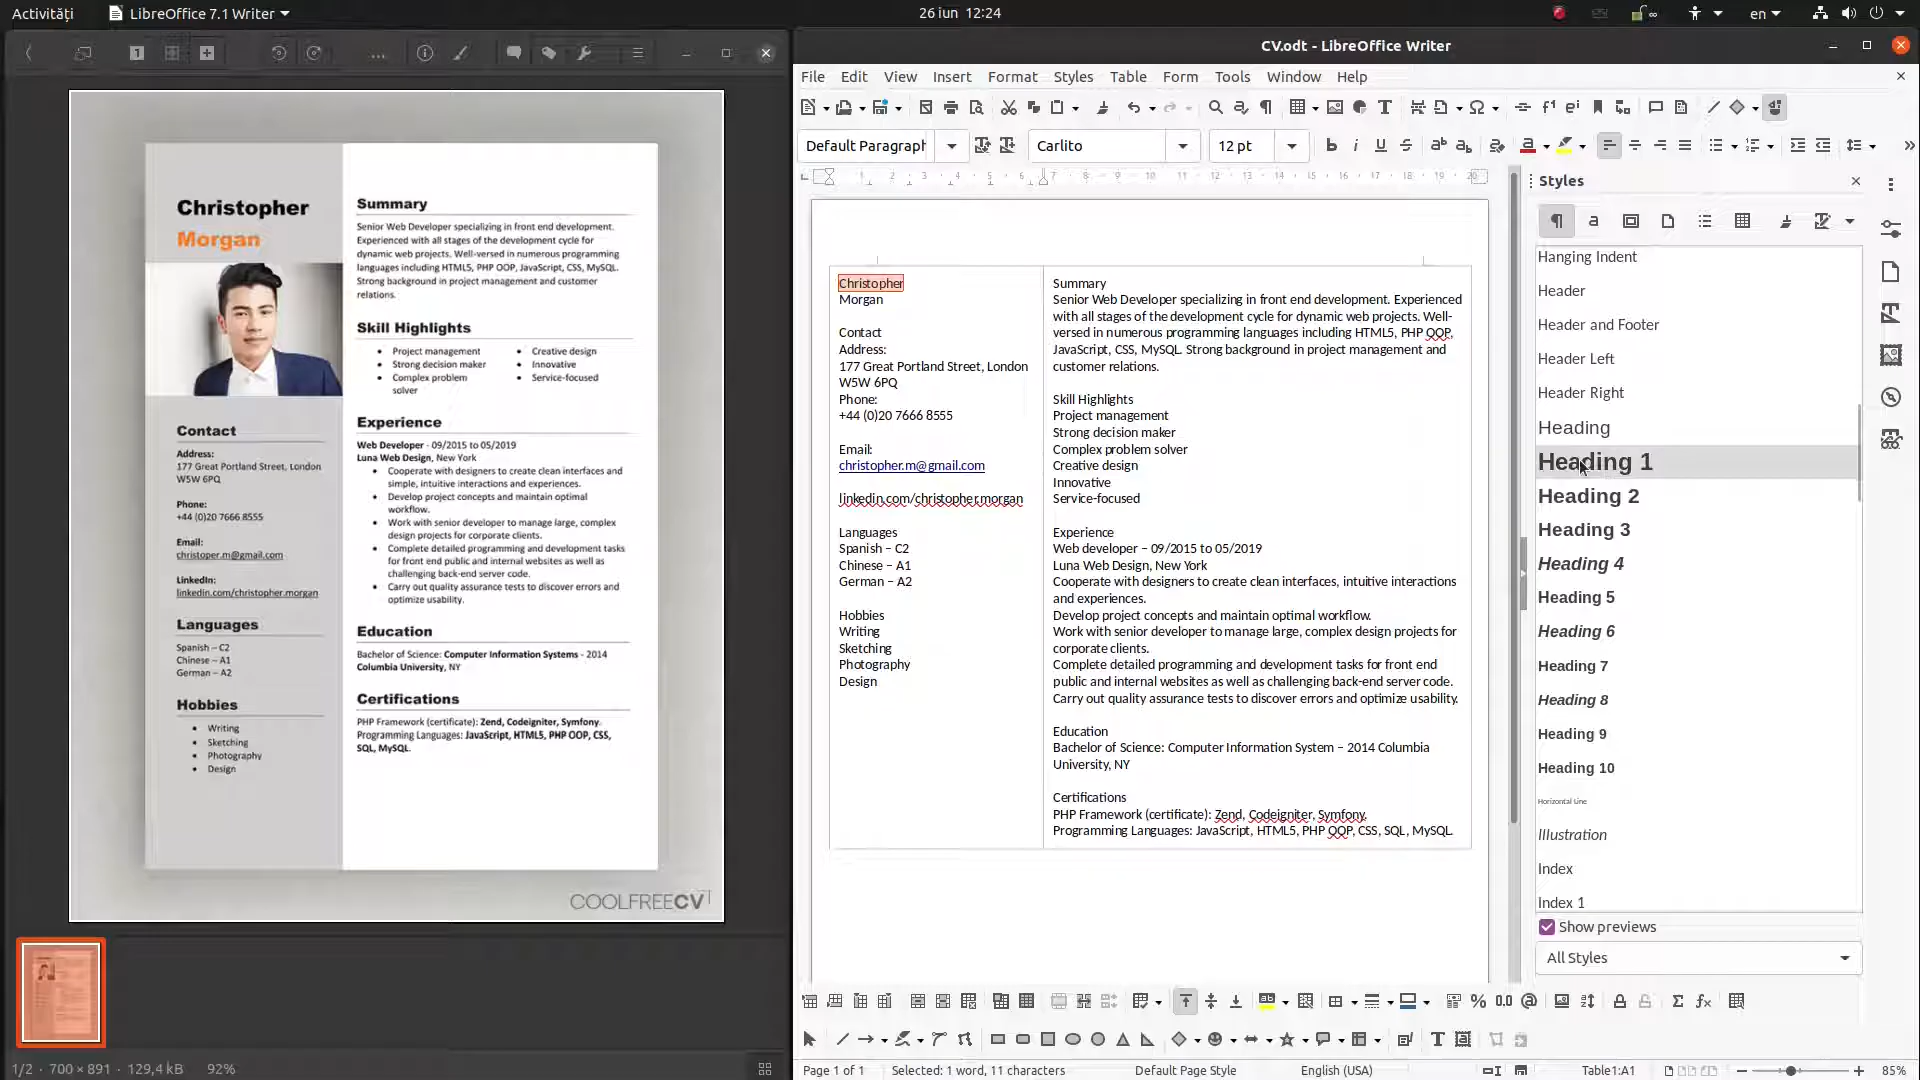 Activități
LibreOffice 7.1 Writer
26 iun 12:24
en
Christopher
Morgan
Contact
Address:
177 Great Portland Street, London
W5W 6PQ
Phone:
+44 (0)20 7666 8555
Email:
christoper.m@gmail.com
LinkedIn:
linkedin.com/christopher.morgan
Languages
Spanish – C2
Chinese – A1
German – A2
Hobbies
• Writing
• Sketching
• Photography
• Design
Summary
Senior Web Developer specializing in front end development.
Experienced with all stages of the development cycle for
dynamic web projects. Well-versed in numerous programming
languages including HTML5, PHP OOP, JavaScript, CSS, MySQL.
Strong background in project management and customer
relations.
Skill Highlights
• Project management
• Strong decision maker
• Complex problem
solver
• Creative design
• Innovative
• Service-focused
Experience
Web Developer - 09/2015 to 05/2019
Luna Web Design, New York
• Cooperate with designers to create clean interfaces and
simple, intuitive interactions and experiences.
• Develop project concepts and maintain optimal
workflow.
• Work with senior developer to manage large, complex
design projects for corporate clients.
• Complete detailed programming and development tasks
for front end public and internal websites as well as
challenging back-end server code.
• Carry out quality assurance tests to discover errors and
optimize usability.
Education
Bachelor of Science: Computer Information Systems - 2014
Columbia University, NY
Certifications
PHP Framework (certificate): Zend, Codeigniter, Symfony.
Programming Languages: JavaScript, HTML5, PHP OOP, CSS,
SQL, MySQL.
COOLFREECV
1/2 · 700 × 891 · 129,4 kB 92%
CV.odt - LibreOffice Writer
File Edit View Insert Format Styles Table Form Tools Window Help
Default Paragraph
Carlito
12 pt
1 2 3 4 5 6 7 8 9 10 11 12 13 14 15 16 17 18 19 20
Christopher
Morgan
Contact
Address:
177 Great Portland Street, London
W5W 6PQ
Phone:
+44 (0)20 7666 8555
Email:
christopher.m@gmail.com
linkedin.com/christopher.morgan
Languages
Spanish – C2
Chinese – A1
German – A2
Hobbies
Writing
Sketching
Photography
Design
Summary
Senior Web Developer specializing in front end development. Experienced
with all stages of the development cycle for dynamic web projects. Well-
versed in numerous programming languages including HTML5, PHP OOP,
JavaScript, CSS, MySQL. Strong background in project management and
customer relations.
Skill Highlights
Project management
Strong decision maker
Complex problem solver
Creative design
Innovative
Service-focused
Experience
Web developer – 09/2015 to 05/2019
Luna Web Design, New York
Cooperate with designers to create clean interfaces, intuitive interactions
and experiences.
Develop project concepts and maintain optimal workflow.
Work with senior developer to manage large, complex design projects for
corporate clients.
Complete detailed programming and development tasks for front end
public and internal websites as well as challenging back-end server code.
Carry out quality assurance tests to discover errors and optimize usability.
Education
Bachelor of Science: Computer Information System – 2014 Columbia
University, NY
Certifications
PHP Framework (certificate): Zend, Codeigniter, Symfony,
Programming Languages: JavaScript, HTML5, PHP OOP, CSS, SQL, MySQL.
Styles
Hanging Indent
Header
Header and Footer
Header Left
Header Right
Heading
Heading 1
Heading 2
Heading 3
Heading 4
Heading 5
Heading 6
Heading 7
Heading 8
Heading 9
Heading 10
Horizontal Line
Illustration
Index
Index 1
Show previews
All Styles
Page 1 of 1
Selected: 1 word, 11 characters
Default Page Style
English (USA)
Table1:A1
85%